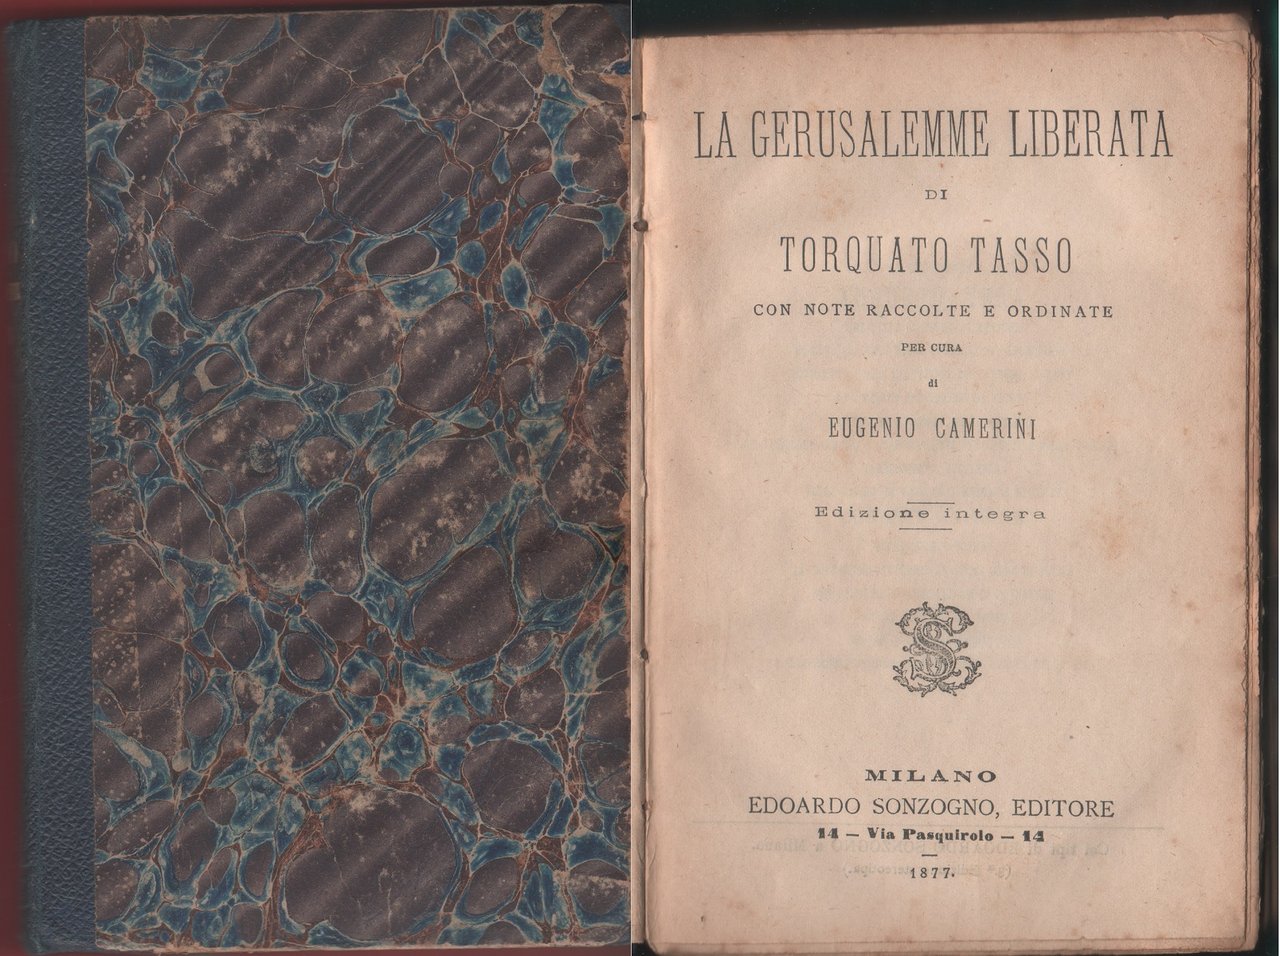 LA GERUSALEMME LIBERATA
DI
TORQUATO TASSO
CON NOTE RACCOLTE E ORDINATE
PER CURA
di
EUGENIO CAMERINI
Edizione integra
MILANO
EDOARDO SONZOGNO, EDITORE
14 — Via Pasquirolo — 14
1877.